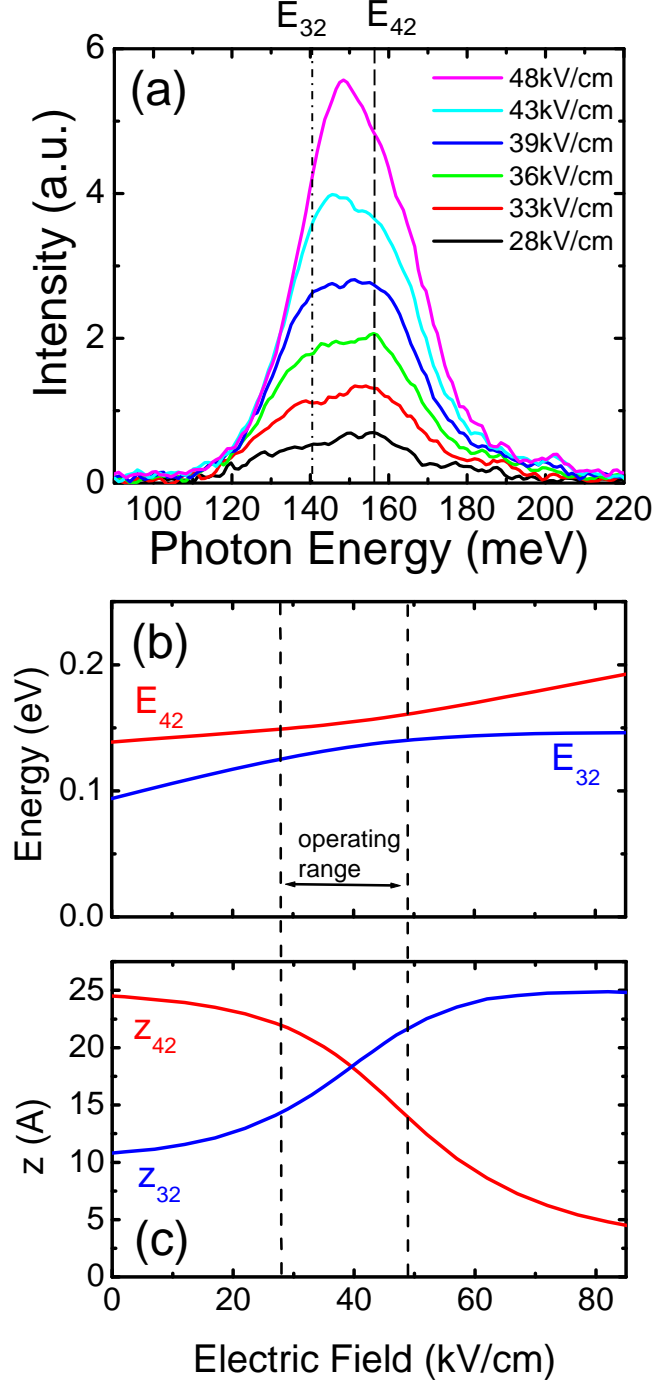 E32 E42
(a)
48kV/cm
43kV/cm
39kV/cm
36kV/cm
33kV/cm
28kV/cm
Intensity (a.u.)
6
4
2
0
100 120 140 160 180 200 220
Photon Energy (meV)
(b)
Energy (eV)
0.2
0.1
0.0
E42
E32
operating
range
(c)
z (A)
25
20
15
10
5
0
z42
z32
0 20 40 60 80
Electric Field (kV/cm)